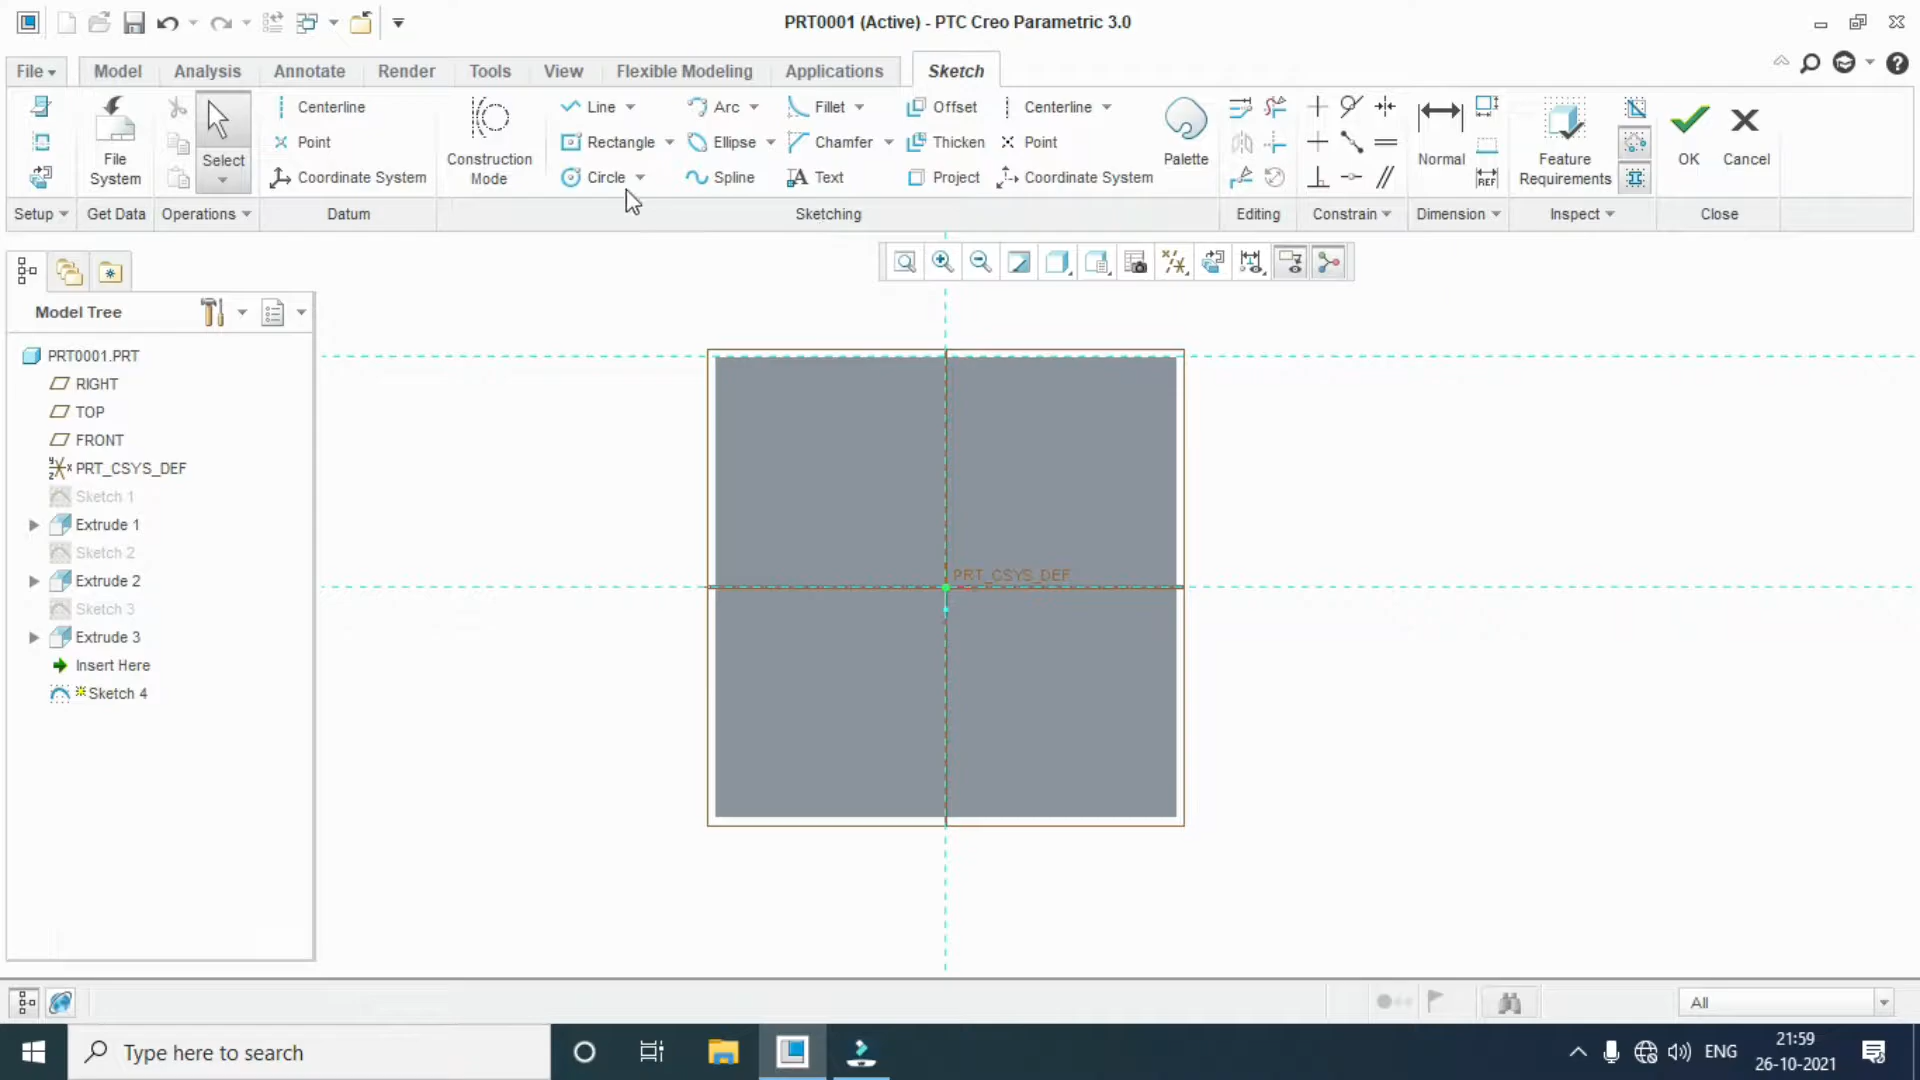 PRT0001 (Active) - PTC Creo Parametric 3.0
File Model Analysis Annotate Render Tools View Flexible Modeling Applications Sketch
Centerline Line Arc Fillet Offset Centerline
Point Rectangle Ellipse Chamfer Thicken Point
File System Select Construction Mode Palette Normal Feature Requirements OK Cancel
Coordinate System Circle Spline Text Project Coordinate System REF
Setup Get Data Operations Datum Sketching Editing Constrain Dimension Inspect Close
Model Tree
PRT0001.PRT
RIGHT
TOP
FRONT
PRT_CSYS_DEF
Sketch 1
Extrude 1
Sketch 2
Extrude 2
Sketch 3
Extrude 3
Insert Here
Sketch 4
PRT_CSYS_DEF
All
Type here to search
ENG
21:59
26-10-2021